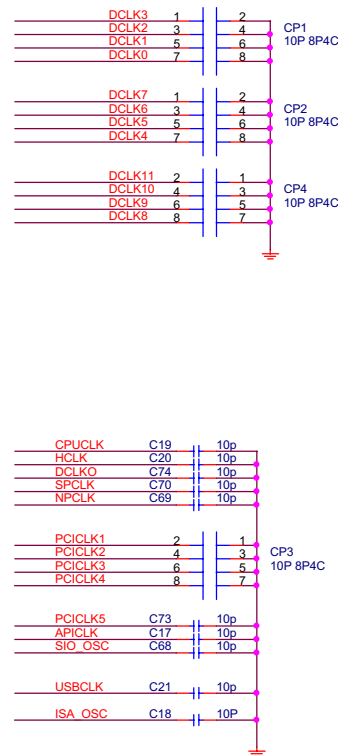 DCLK3 1 2
DCLK2 3 4 CP1
DCLK1 5 6 10P 8P4C
DCLK0 7 8
DCLK7 1 2
DCLK6 3 4 CP2
DCLK5 5 6 10P 8P4C
DCLK4 7 8
DCLK11 2 1
DCLK10 4 3 CP4
DCLK9 6 5 10P 8P4C
DCLK8 8 7
CPUCLK C19 10p
HCLK C20 10p
DCLKO C74 10p
SPCLK C70 10p
NPCLK C69 10p
PCICLK1 2 1
PCICLK2 4 3 CP3
PCICLK3 6 5 10P 8P4C
PCICLK4 8 7
PCICLK5 C73 10p
APICLK C17 10p
SIO_OSC C68 10p
USBCLK C21 10p
ISA_OSC C18 10P